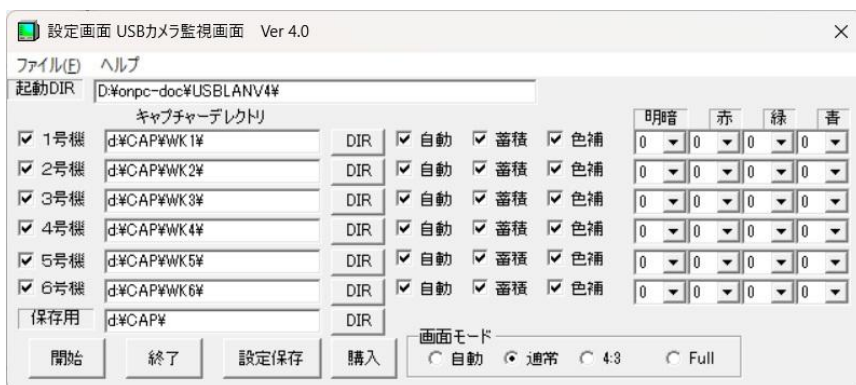 設定画面 USBカメラ監視画面 Ver 4.0
ファイル(F) ヘルプ
起動DIR D:¥onpc-doc¥USBLANV4¥
キャプチャーデレクトリ 明暗 赤 緑 青
1号機 d:¥CAP¥WK1¥ DIR 自動 蓄積 色補 0 0 0 0
2号機 d:¥CAP¥WK2¥ DIR 自動 蓄積 色補 0 0 0 0
3号機 d:¥CAP¥WK3¥ DIR 自動 蓄積 色補 0 0 0 0
4号機 d:¥CAP¥WK4¥ DIR 自動 蓄積 色補 0 0 0 0
5号機 d:¥CAP¥WK5¥ DIR 自動 蓄積 色補 0 0 0 0
6号機 d:¥CAP¥WK6¥ DIR 自動 蓄積 色補 0 0 0 0
保存用 d:¥CAP¥ DIR
画面モード
開始 終了 設定保存 購入 自動 通常 4:3 Full